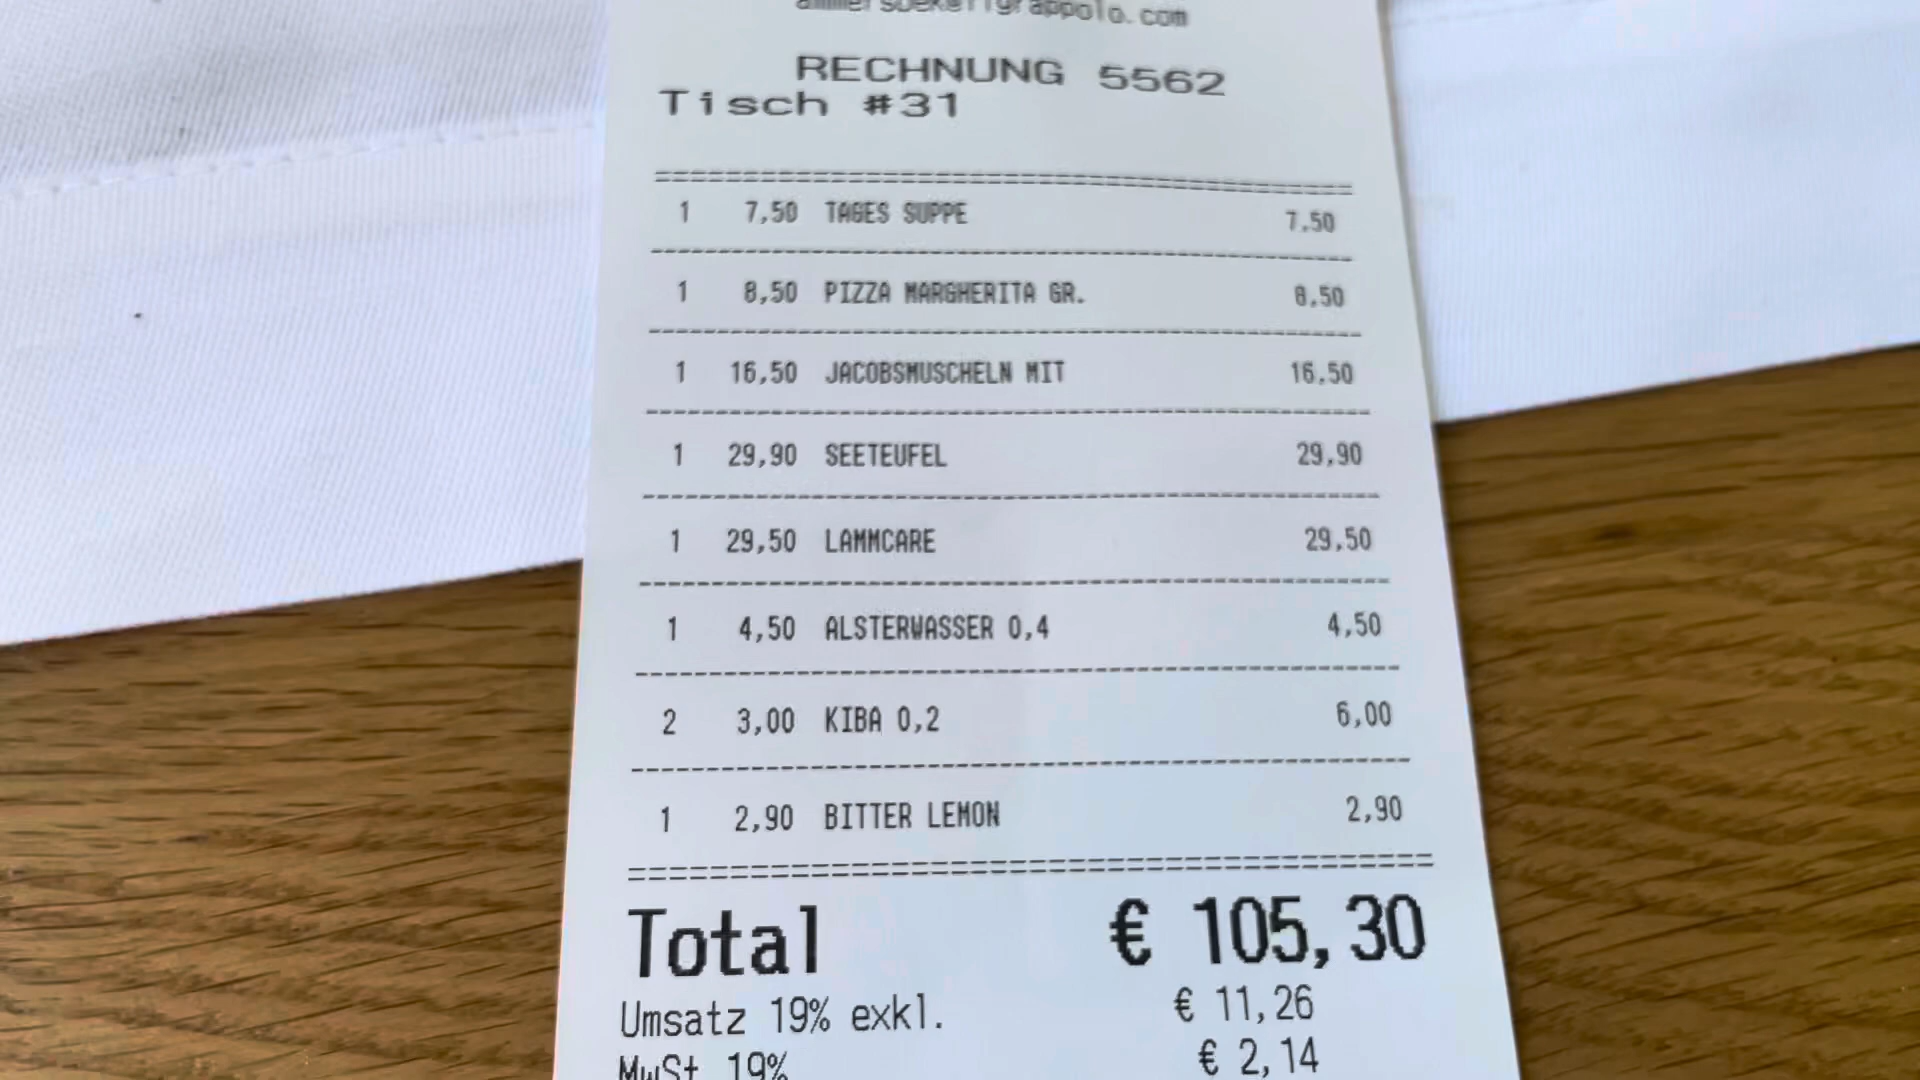 RECHNUNG 5562
Tisch #31
1 7,50 TAGES SUPPE 7,50
1 8,50 PIZZA MARGHERITA GR. 8,50
1 16,50 JACOBSMUSCHELN MIT 16,50
1 29,90 SEETEUFEL 29,90
1 29,50 LAMMCARE 29,50
1 4,50 ALSTERWASSER 0,4 4,50
2 3,00 KIBA 0,2 6,00
1 2,90 BITTER LEMON 2,90
Total € 105,30
Umsatz 19% exkl. € 11,26
MwSt 19% € 2,14